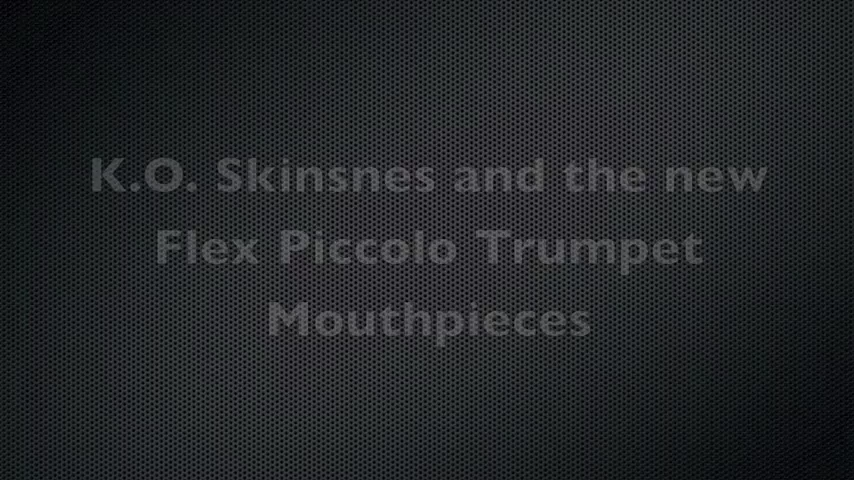 K.O. Skinsnes and the new
Flex Piccolo Trumpet
Mouthpieces